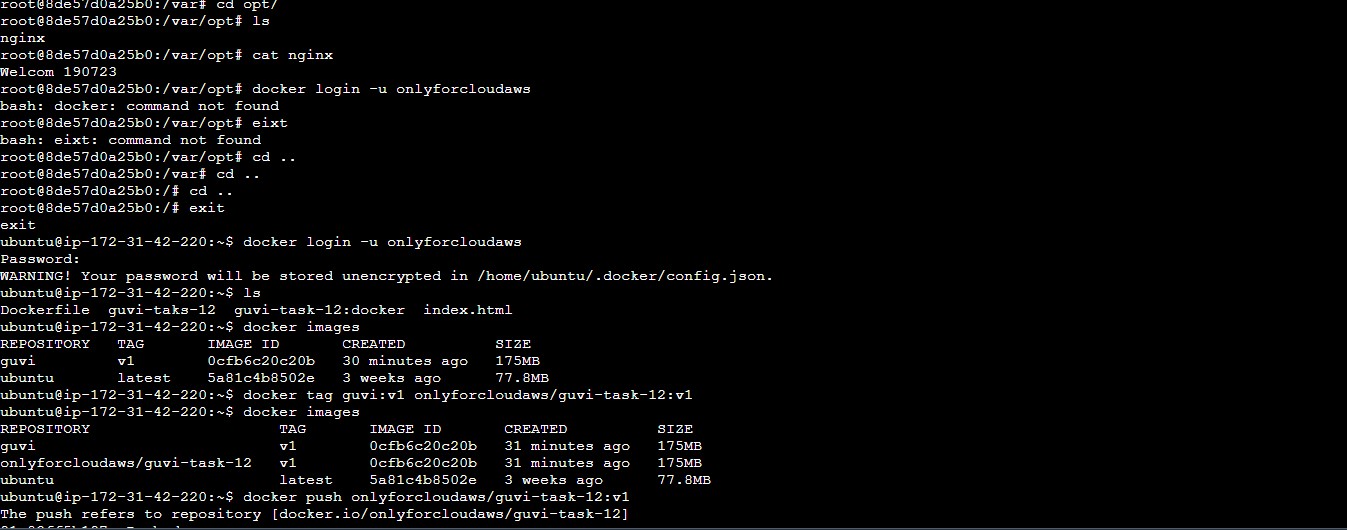 root@8de57d0a25b0:/var# cd opt/
root@8de57d0a25b0:/var/opt# ls
nginx
root@8de57d0a25b0:/var/opt# cat nginx
Welcom 190723
root@8de57d0a25b0:/var/opt# docker login -u onlyforcloudaws
bash: docker: command not found
root@8de57d0a25b0:/var/opt# eixt
bash: eixt: command not found
root@8de57d0a25b0:/var/opt# cd ..
root@8de57d0a25b0:/var# cd ..
root@8de57d0a25b0:/# cd ..
root@8de57d0a25b0:/# exit
exit
ubuntu@ip-172-31-42-220:~$ docker login -u onlyforcloudaws
Password:
WARNING! Your password will be stored unencrypted in /home/ubuntu/.docker/config.json.
ubuntu@ip-172-31-42-220:~$ ls
Dockerfile  guvi-taks-12  guvi-task-12:docker  index.html
ubuntu@ip-172-31-42-220:~$ docker images
REPOSITORY   TAG       IMAGE ID       CREATED          SIZE
guvi         v1        0cfb6c20c20b   30 minutes ago   175MB
ubuntu       latest    5a81c4b8502e   3 weeks ago      77.8MB
ubuntu@ip-172-31-42-220:~$ docker tag guvi:v1 onlyforcloudaws/guvi-task-12:v1
ubuntu@ip-172-31-42-220:~$ docker images
REPOSITORY                     TAG       IMAGE ID       CREATED          SIZE
guvi                           v1        0cfb6c20c20b   31 minutes ago   175MB
onlyforcloudaws/guvi-task-12   v1        0cfb6c20c20b   31 minutes ago   175MB
ubuntu                         latest    5a81c4b8502e   3 weeks ago      77.8MB
ubuntu@ip-172-31-42-220:~$ docker push onlyforcloudaws/guvi-task-12:v1
The push refers to repository [docker.io/onlyforcloudaws/guvi-task-12]